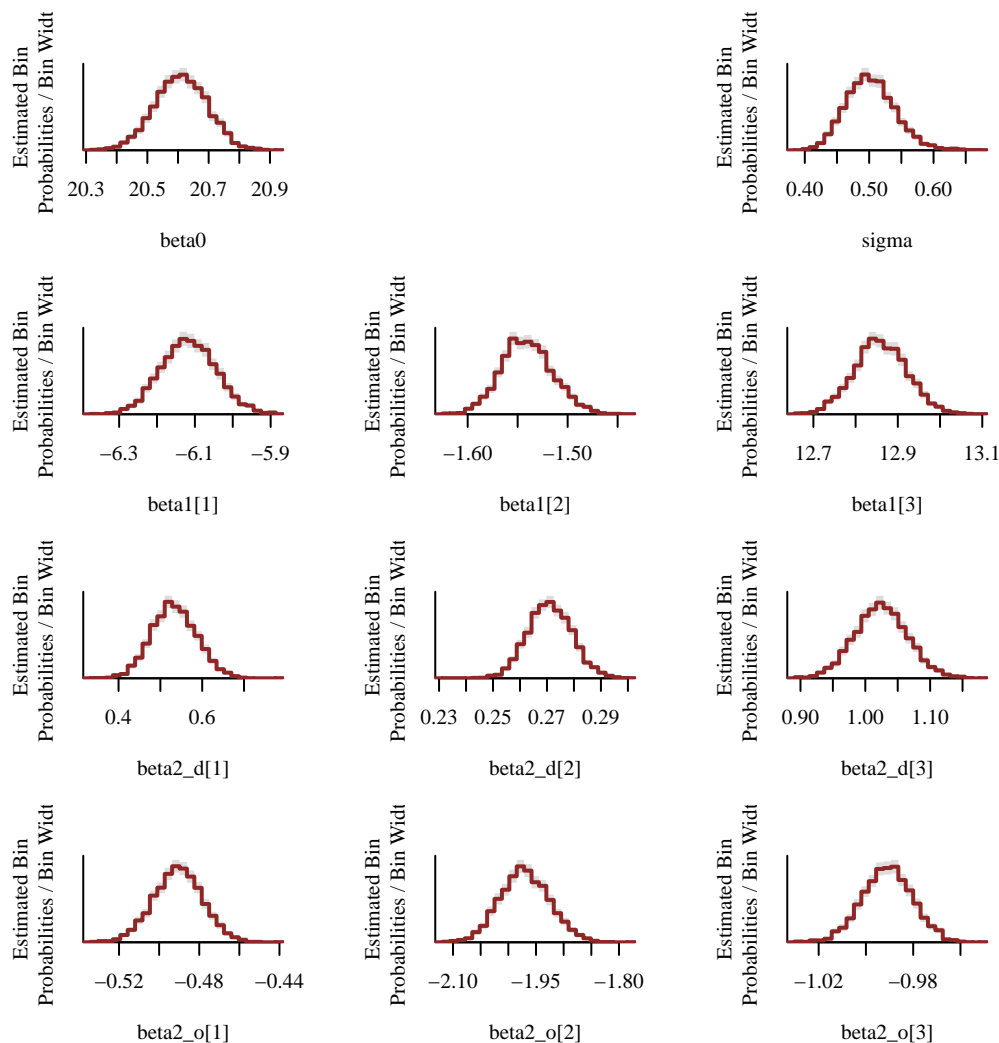 Estimated Bin
Probabilities / Bin Widt
20.3 20.5 20.7 20.9
beta0
Estimated Bin
Probabilities / Bin Widt
0.40 0.50 0.60
sigma
Estimated Bin
Probabilities / Bin Widt
−6.3 −6.1 −5.9
beta1[1]
Estimated Bin
Probabilities / Bin Widt
−1.60 −1.50
beta1[2]
Estimated Bin
Probabilities / Bin Widt
12.7 12.9 13.1
beta1[3]
Estimated Bin
Probabilities / Bin Widt
0.4 0.6
beta2_d[1]
Estimated Bin
Probabilities / Bin Widt
0.23 0.25 0.27 0.29
beta2_d[2]
Estimated Bin
Probabilities / Bin Widt
0.90 1.00 1.10
beta2_d[3]
Estimated Bin
Probabilities / Bin Widt
−0.52 −0.48 −0.44
beta2_o[1]
Estimated Bin
Probabilities / Bin Widt
−2.10 −1.95 −1.80
beta2_o[2]
Estimated Bin
Probabilities / Bin Widt
−1.02 −0.98
beta2_o[3]